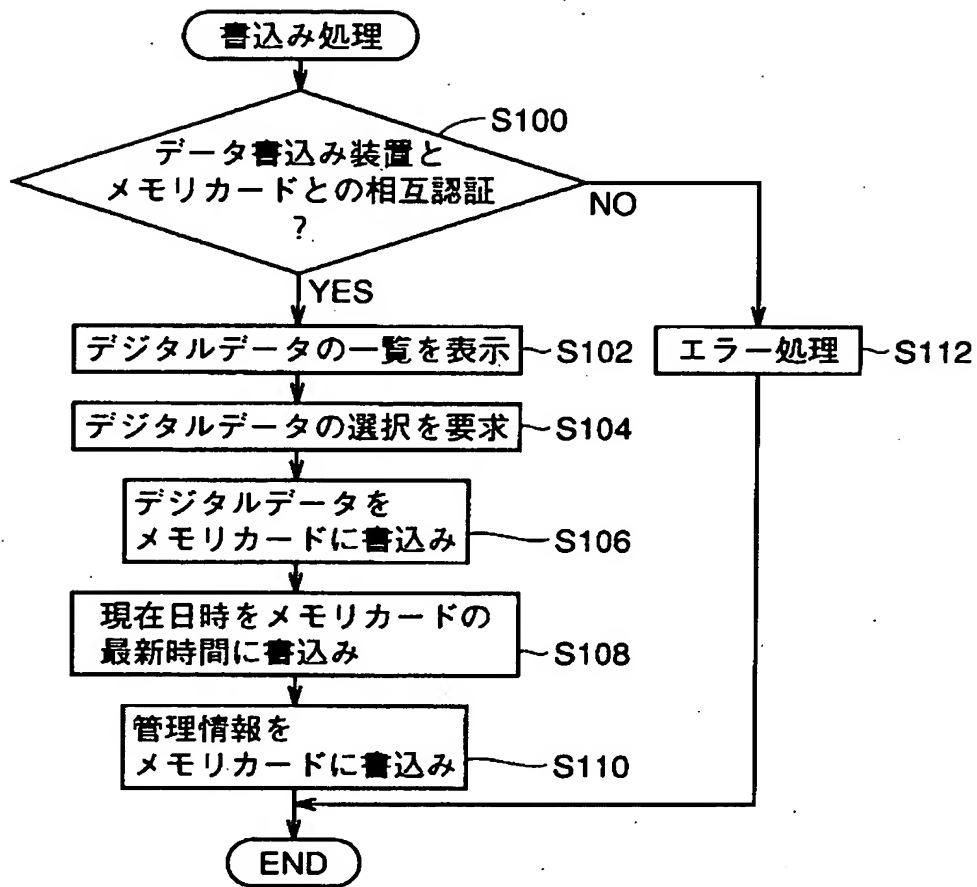 書込み処理
S100
データ書込み装置と
メモリカードとの相互認証
?
NO
YES
デジタルデータの一覧を表示
S102
エラー処理
S112
デジタルデータの選択を要求
S104
デジタルデータを
メモリカードに書込み
S106
現在日時をメモリカードの
最新時間に書込み
S108
管理情報を
メモリカードに書込み
S110
END